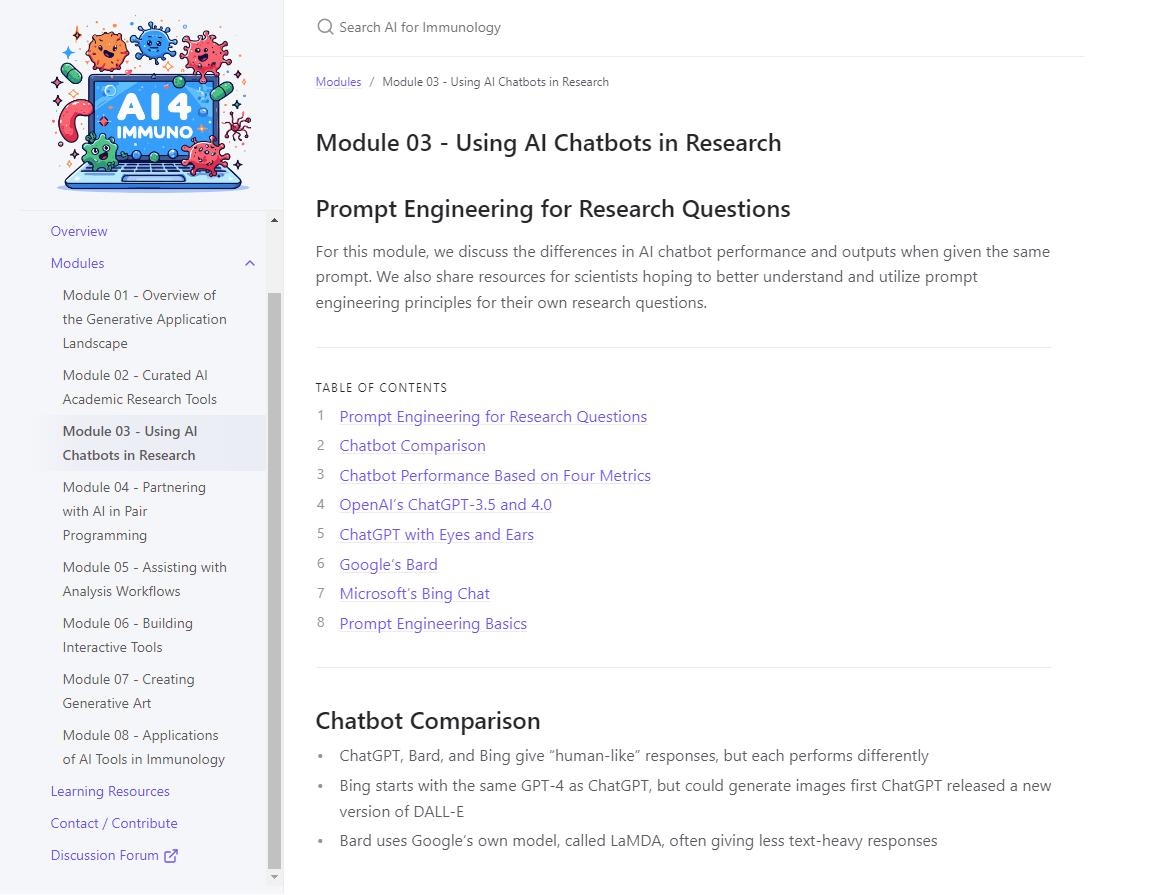 AI4
IMMUNO
Overview
Modules
Module 01 - Overview of
the Generative Application
Landscape
Module 02 - Curated AI
Academic Research Tools
Module 03 - Using AI
Chatbots in Research
Module 04 - Partnering
with AI in Pair
Programming
Module 05 - Assisting with
Analysis Workflows
Module 06 - Building
Interactive Tools
Module 07 - Creating
Generative Art
Module 08 - Applications
of AI Tools in Immunology
Learning Resources
Contact / Contribute
Discussion Forum
Search AI for Immunology
Modules / Module 03 - Using AI Chatbots in Research
Module 03 - Using AI Chatbots in Research
Prompt Engineering for Research Questions
For this module, we discuss the differences in AI chatbot performance and outputs when given the same
prompt. We also share resources for scientists hoping to better understand and utilize prompt
engineering principles for their own research questions.
TABLE OF CONTENTS
1 Prompt Engineering for Research Questions
2 Chatbot Comparison
3 Chatbot Performance Based on Four Metrics
4 OpenAI’s ChatGPT-3.5 and 4.0
5 ChatGPT with Eyes and Ears
6 Google’s Bard
7 Microsoft’s Bing Chat
8 Prompt Engineering Basics
Chatbot Comparison
• ChatGPT, Bard, and Bing give “human-like” responses, but each performs differently
• Bing starts with the same GPT-4 as ChatGPT, but could generate images first ChatGPT released a new
version of DALL-E
• Bard uses Google’s own model, called LaMDA, often giving less text-heavy responses